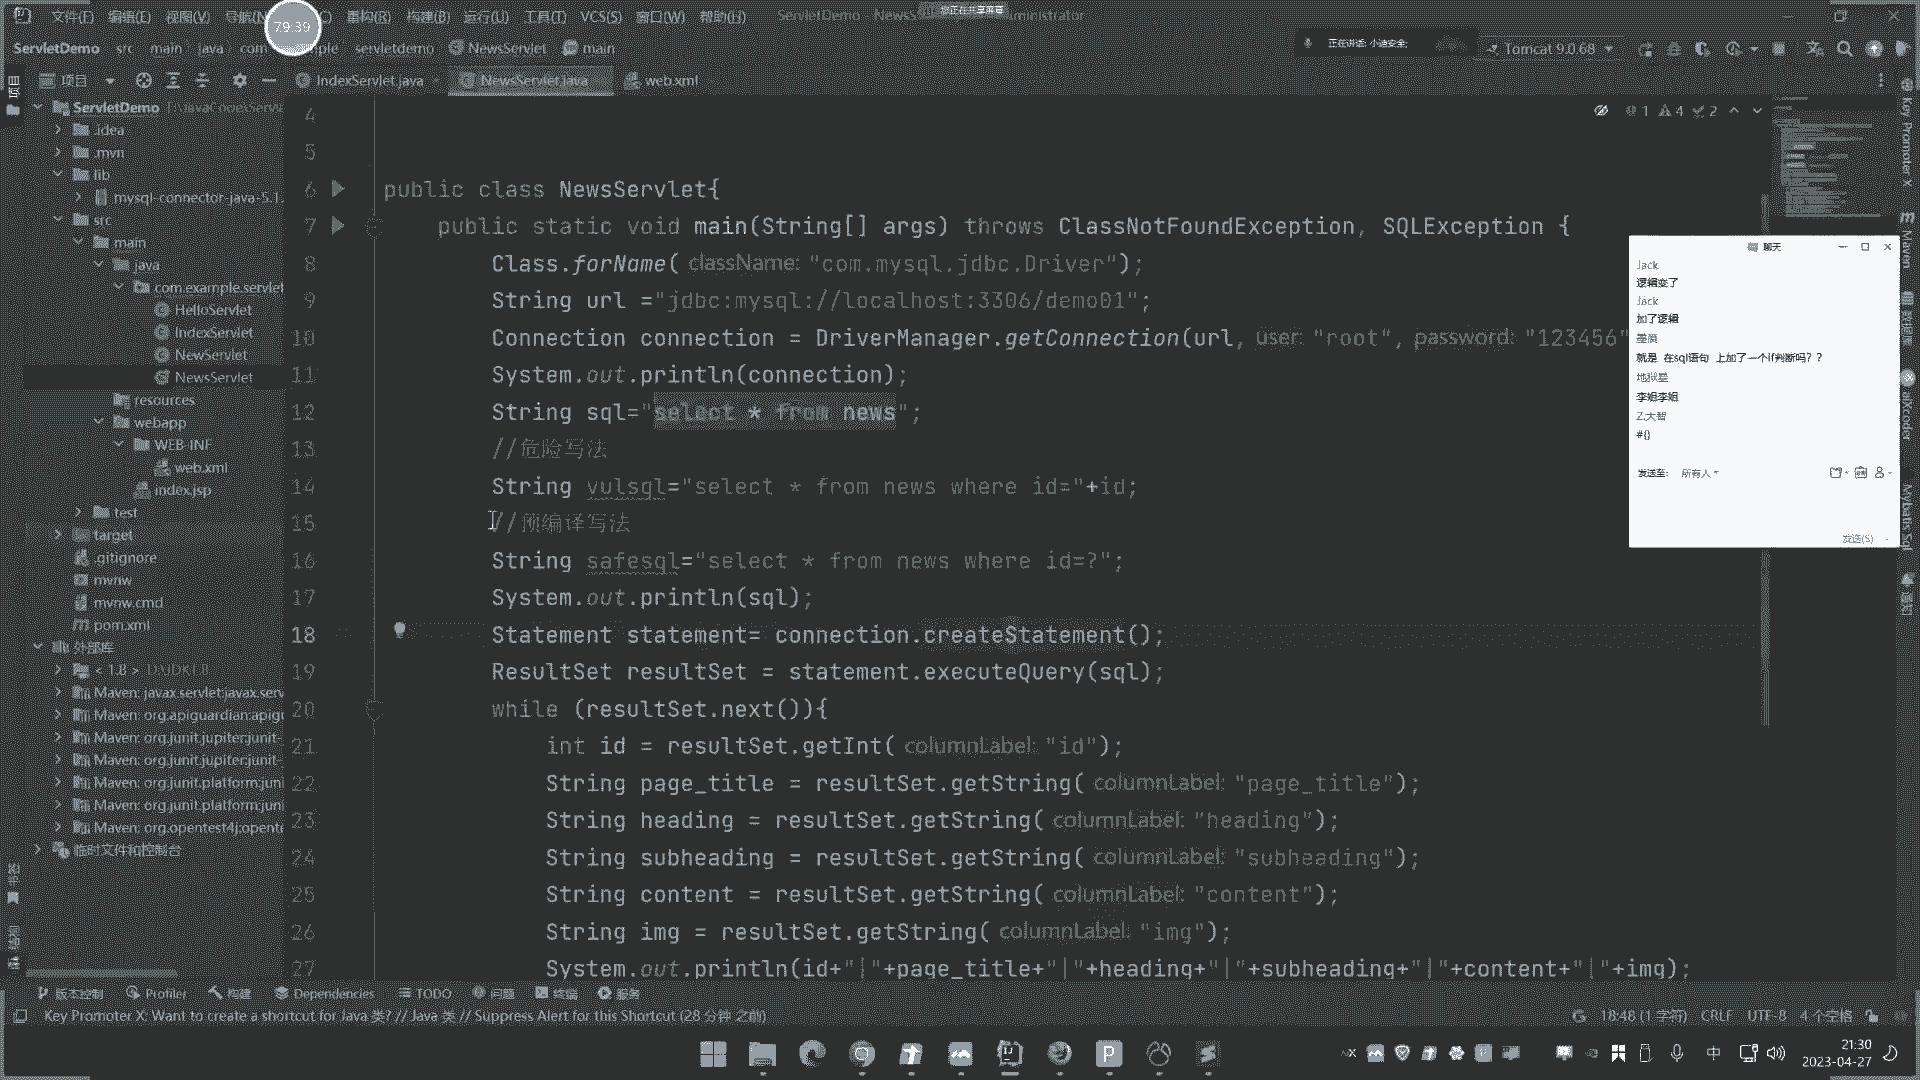 文件(F) 编辑(E) 视图(V) 重构(R) 构建(B) 运行(U) 工具(T) VCS(S) 窗口(W) 帮助(H)
您正在共享屏幕
79:39
ServletDemo src main java servletdemo NewsServlet main
正在讲话: 小迪安全;
Tomcat 9.0.68
项目
IndexServlet.java
NewsServlet.java
web.xml
ServletDemo
.idea
.mvn
lib
mysql-connector-java-5.1
src
main
java
com.example.servlet
HelloServlet
IndexServlet
NewServlet
NewsServlet
resources
webapp
WEB-INF
web.xml
index.jsp
test
target
.gitignore
mvnw
mvnw.cmd
pom.xml
外部库
< 1.8 > D:\JDK1.8
Maven: javax.servlet:javax.serv
Maven: org.apiguardian:apigu
Maven: org.junit.jupiter:junit-
Maven: org.junit.jupiter:junit-
Maven: org.junit.platform:juni
Maven: org.junit.platform:juni
Maven: org.opentest4j:opente
临时文件和控制台
1 4 2
4
5
6 public class NewsServlet{
7 public static void main(String[] args) throws ClassNotFoundException, SQLException {
8 Class.forName( className: "com.mysql.jdbc.Driver");
9 String url ="jdbc:mysql://localhost:3306/demo01";
10 Connection connection = DriverManager.getConnection(url, user: "root", password: "123456"
11 System.out.println(connection);
12 String sql="select * from news";
13 //危险写法
14 String vulsql="select * from news where id="+id;
15 //预编译写法
16 String safesql="select * from news where id=?";
17 System.out.println(sql);
18 Statement statement= connection.createStatement();
19 ResultSet resultSet = statement.executeQuery(sql);
20 while (resultSet.next()){
21 int id = resultSet.getInt( columnLabel: "id");
22 String page_title = resultSet.getString( columnLabel: "page_title");
23 String heading = resultSet.getString( columnLabel: "heading");
24 String subheading = resultSet.getString( columnLabel: "subheading");
25 String content = resultSet.getString( columnLabel: "content");
26 String img = resultSet.getString( columnLabel: "img");
27 System.out.println(id+"|"+page_title+"|"+heading+"|"+subheading+"|"+content+"|"+img);
聊天
Jack
逻辑变了
Jack
加了逻辑
就是 在sql语句 上加了一个if判断吗？？
李姐李姐
Z.大智
#{}
发送至: 所有人
发送(S)
Key Promoter X
Maven
数据库
aiXcoder
Mybatis Sql
通知
书签
结构
版本控制 Profiler 构建 Dependencies TODO 问题 终端 服务
Key Promoter X: Want to create a shortcut for Java 类? // Java 类 // Suppress Alert for this Shortcut (28 分钟 之前)
18:48 (1 字符) CRLF UTF-8 4 个空格
中
21:30
2023-04-27